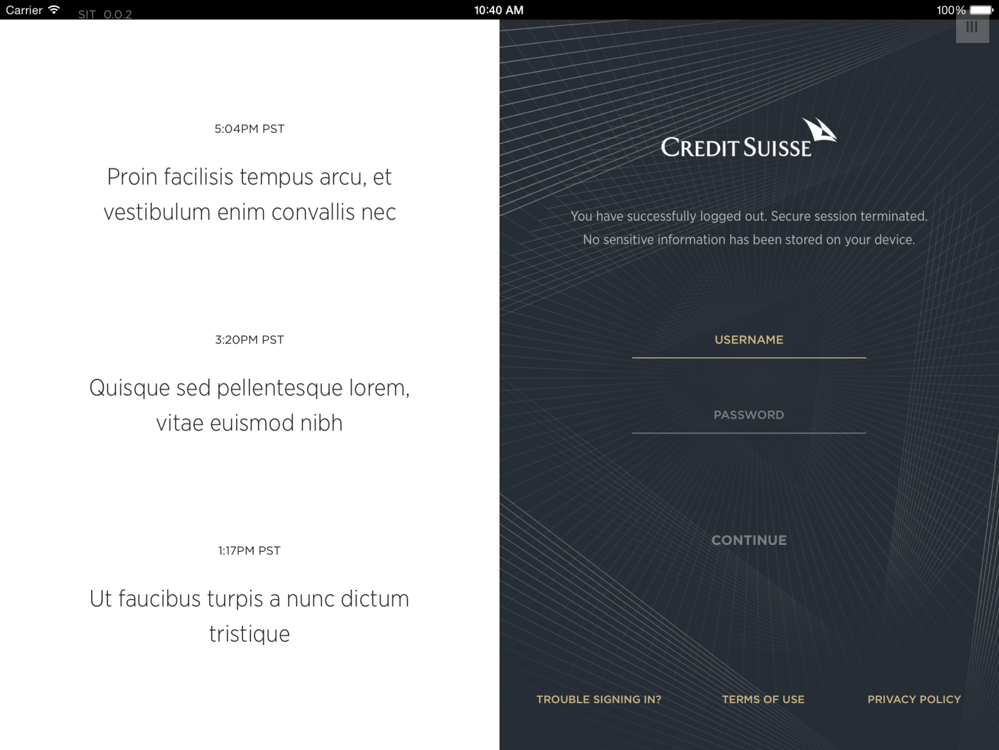 Carrier
SIT 0.0.2
10:40 AM
100%
5:04PM PST
Proin facilisis tempus arcu, et
vestibulum enim convallis nec
3:20PM PST
Quisque sed pellentesque lorem,
vitae euismod nibh
1:17PM PST
Ut faucibus turpis a nunc dictum
tristique
CREDIT SUISSE
You have successfully logged out. Secure session terminated.
No sensitive information has been stored on your device.
USERNAME
PASSWORD
CONTINUE
TROUBLE SIGNING IN?
TERMS OF USE
PRIVACY POLICY